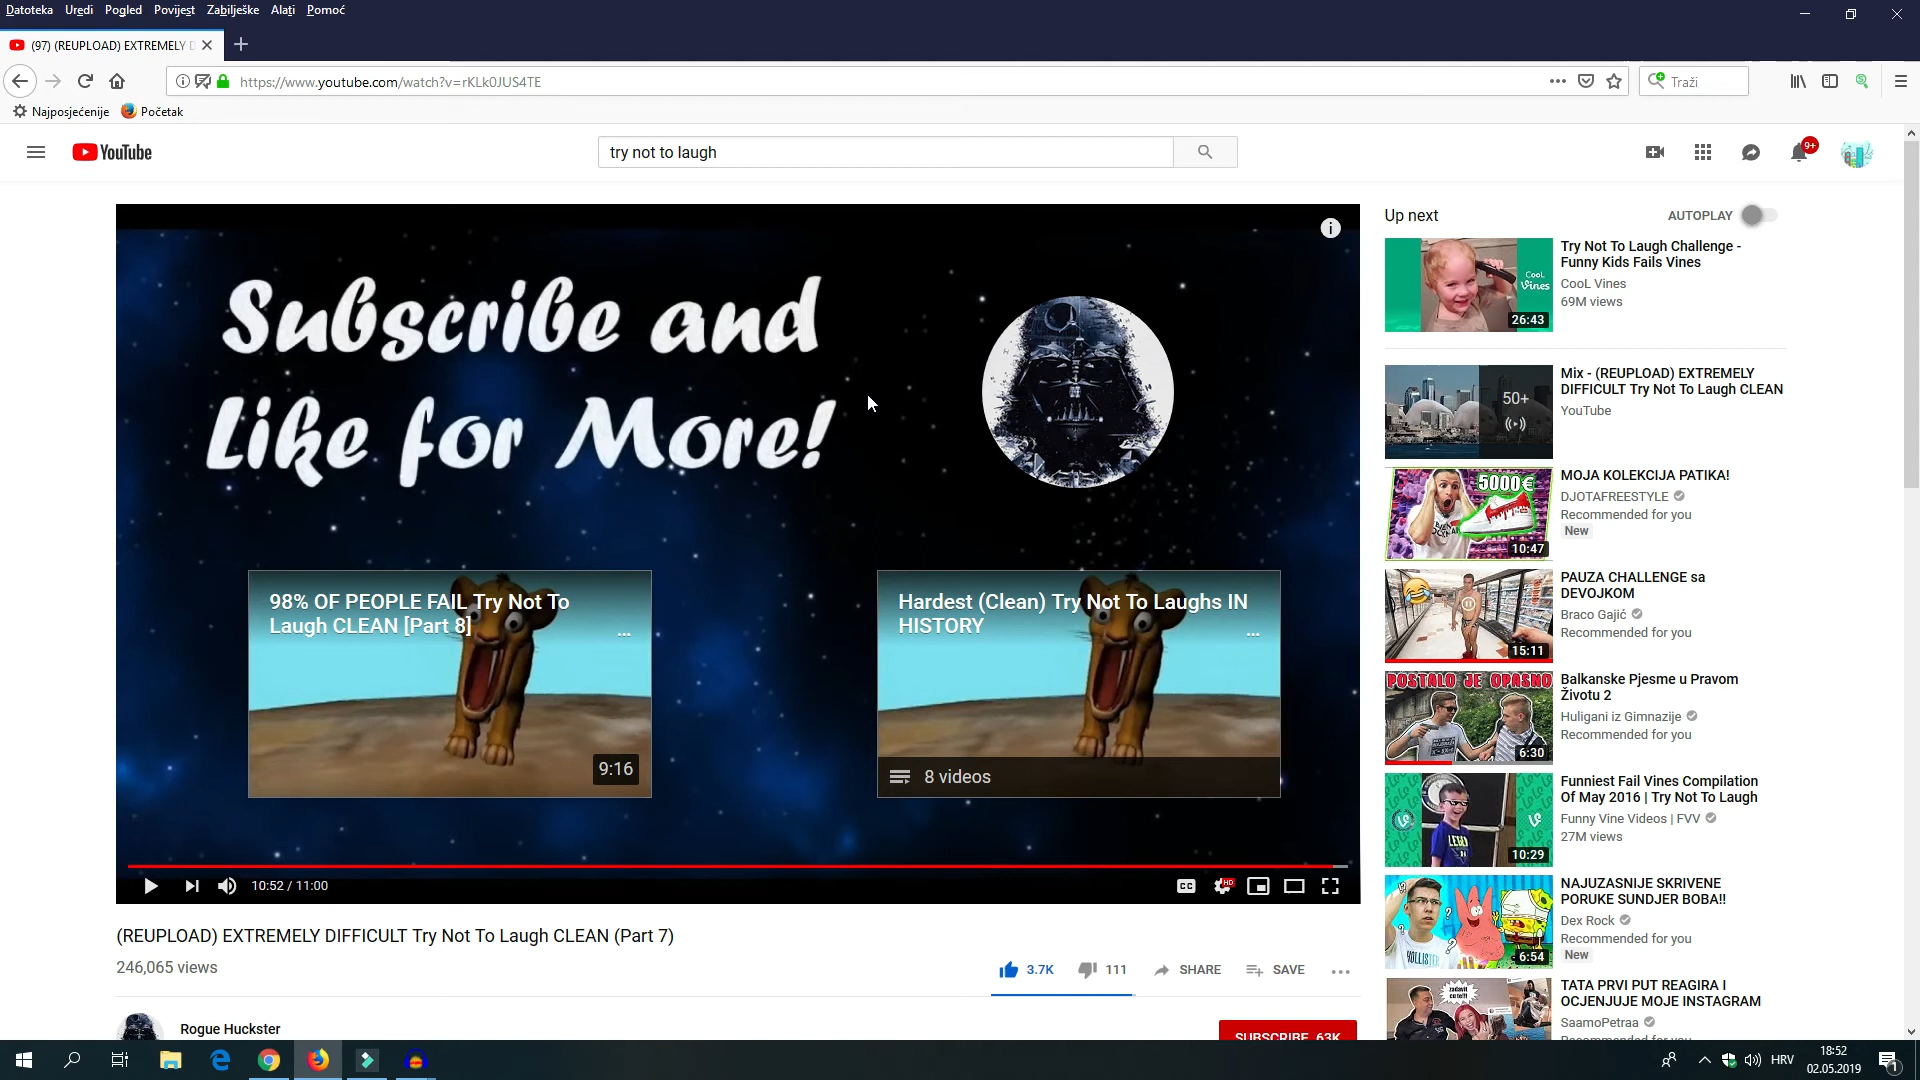 Datoteka Uredi Pogled Povijest Zabilješke Alati Pomoć
(97) (REUPLOAD) EXTREMELY D
https://www.youtube.com/watch?v=rKLk0JUS4TE
Traži
Najposjećenije Početak
YouTube
try not to laugh
9+
Subscribe and
Like for More!
98% OF PEOPLE FAIL Try Not To
Laugh CLEAN [Part 8]
9:16
Hardest (Clean) Try Not To Laughs IN
HISTORY
8 videos
10:52 / 11:00
CC
HD
(REUPLOAD) EXTREMELY DIFFICULT Try Not To Laugh CLEAN (Part 7)
246,065 views
3.7K 111 SHARE SAVE
Rogue Huckster
SUBSCRIBE 63K
Up next
AUTOPLAY
CooL
Vines
26:43
Try Not To Laugh Challenge -
Funny Kids Fails Vines
CooL Vines
69M views
50+
Mix - (REUPLOAD) EXTREMELY
DIFFICULT Try Not To Laugh CLEAN
YouTube
5000€
10:47
MOJA KOLEKCIJA PATIKA!
DJOTAFREESTYLE
Recommended for you
New
15:11
PAUZA CHALLENGE sa
DEVOJKOM
Braco Gajić
Recommended for you
POSTALO JE OPASNO
6:30
Balkanske Pjesme u Pravom
Životu 2
Huligani iz Gimnazije
Recommended for you
10:29
Funniest Fail Vines Compilation
Of May 2016 | Try Not To Laugh
Funny Vine Videos | FVV
27M views
HOLLISTER
6:54
NAJUZASNIJE SKRIVENE
PORUKE SUNDJER BOBA!!
Dex Rock
Recommended for you
New
TATA PRVI PUT REAGIRA I
OCJENJUJE MOJE INSTAGRAM
SaamoPetraa
Recommended for you
HRV
18:52
02.05.2019
1